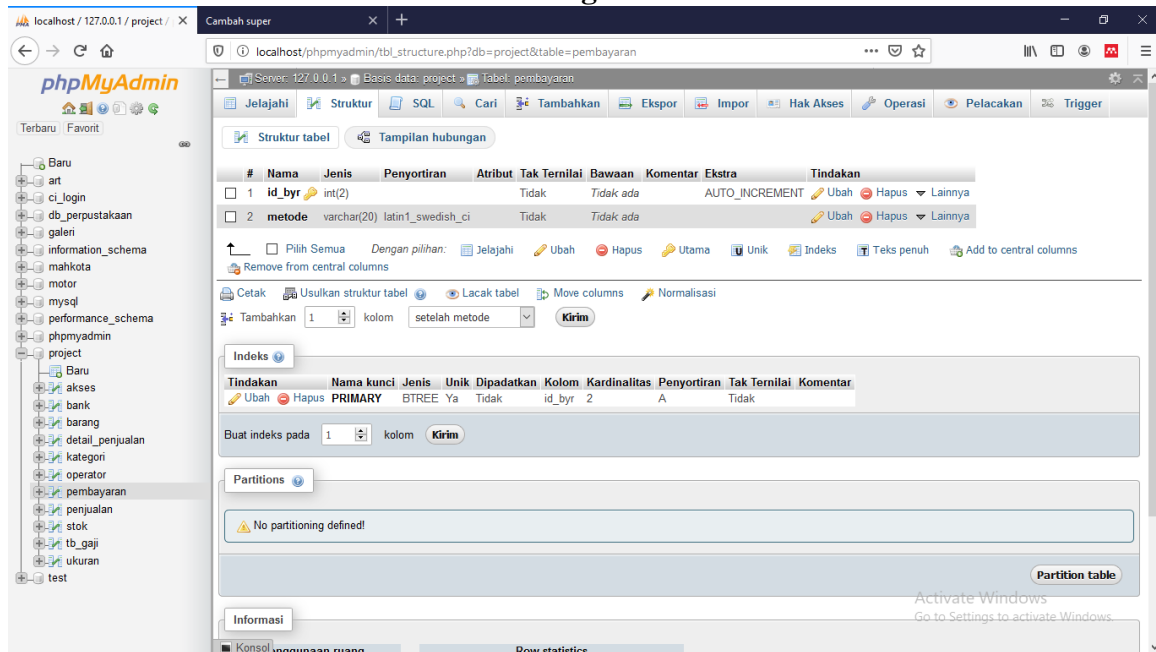 localhost / 127.0.0.1 / project /
Cambah super
localhost/phpmyadmin/tbl_structure.php?db=project&table=pembayaran
phpMyAdmin
Terbaru Favorit
Baru
art
ci_login
db_perpustakaan
galeri
information_schema
mahkota
motor
mysql
performance_schema
phpmyadmin
project
Baru
akses
bank
barang
detail_penjualan
kategori
operator
pembayaran
penjualan
stok
tb_gaji
ukuran
test
Server: 127.0.0.1 » Basis data: project » Tabel: pembayaran
Jelajahi Struktur SQL Cari Tambahkan Ekspor Impor Hak Akses Operasi Pelacakan Trigger
Struktur tabel Tampilan hubungan
# Nama Jenis Penyortiran Atribut Tak Ternilai Bawaan Komentar Ekstra Tindakan
1 id_byr int(2) Tidak Tidak ada AUTO_INCREMENT Ubah Hapus Lainnya
2 metode varchar(20) latin1_swedish_ci Tidak Tidak ada Ubah Hapus Lainnya
Pilih Semua Dengan pilihan: Jelajahi Ubah Hapus Utama Unik Indeks Teks penuh Add to central columns
Remove from central columns
Cetak Usulkan struktur tabel Lacak tabel Move columns Normalisasi
Tambahkan 1 kolom setelah metode Kirim
Indeks
Tindakan Nama kunci Jenis Unik Dipadatkan Kolom Kardinalitas Penyortiran Tak Ternilai Komentar
Ubah Hapus PRIMARY BTREE Ya Tidak id_byr 2 A Tidak
Buat indeks pada 1 kolom Kirim
Partitions
No partitioning defined!
Partition table
Activate Windows
Go to Settings to activate Windows.
Informasi
Konsol
ruang
Row statistics